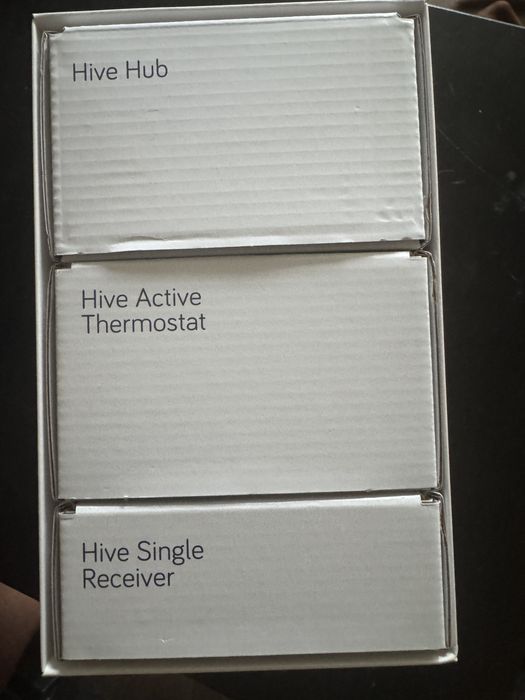 Hive Hub
Hive Active
Thermostat
Hive Single
Receiver